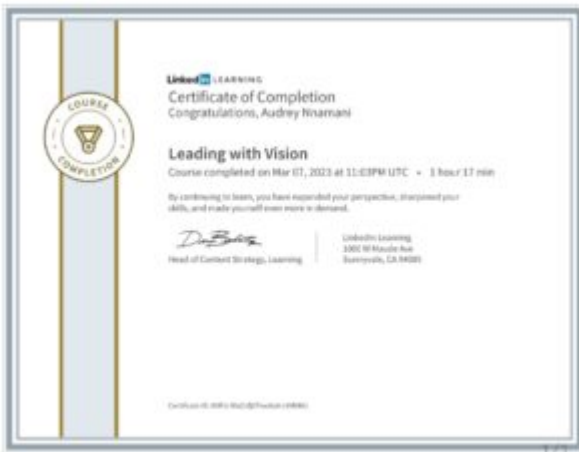 COURSE
COMPLETION
Linked in LEARNING
Certificate of Completion
Congratulations, Audrey Nnamani
Leading with Vision
Course completed on Mar 07, 2023 at 11:03PM UTC • 1 hour 17 min
By continuing to learn, you have expanded your perspective, sharpened your
skills, and made yourself even more in demand.
Head of Content Strategy, Learning
LinkedIn Learning
1000 W Maude Ave
Sunnyvale, CA 94085
Certificate ID: